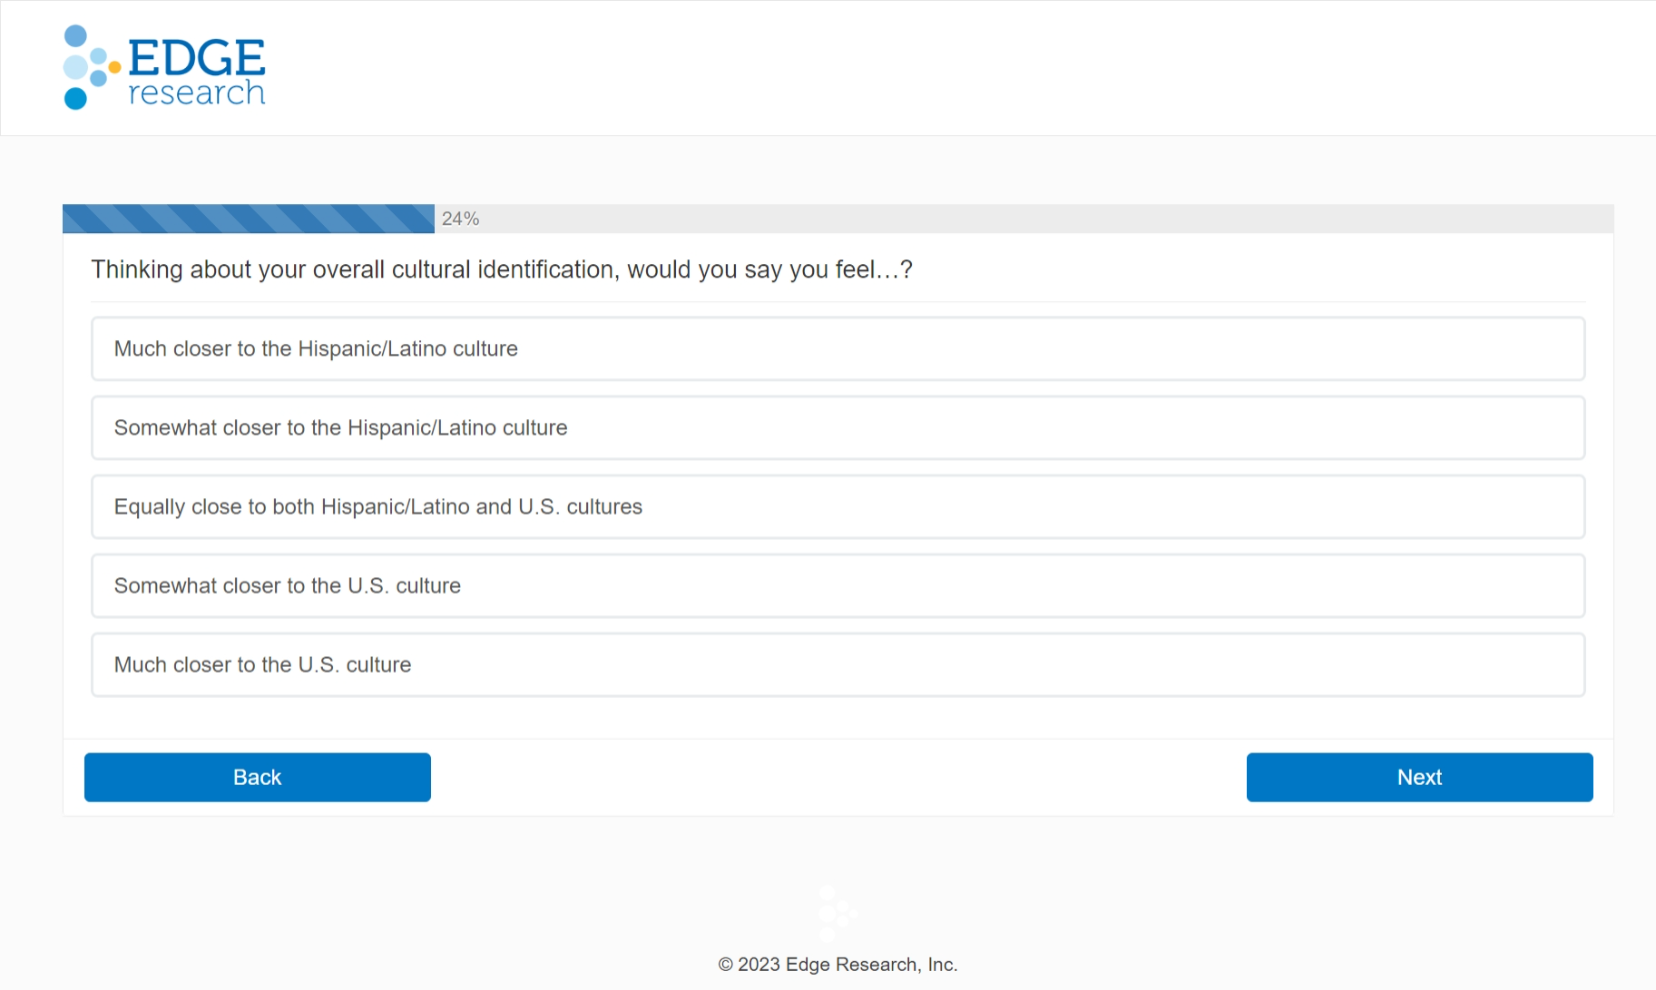 EDGE
research
24%
Thinking about your overall cultural identification, would you say you feel…?
Much closer to the Hispanic/Latino culture
Somewhat closer to the Hispanic/Latino culture
Equally close to both Hispanic/Latino and U.S. cultures
Somewhat closer to the U.S. culture
Much closer to the U.S. culture
Back
Next
© 2023 Edge Research, Inc.